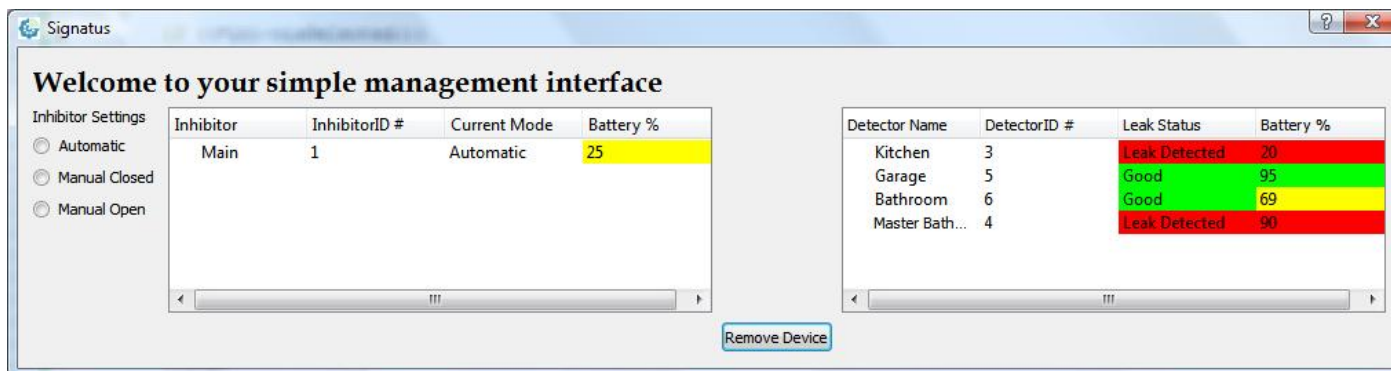 Signatus
Welcome to your simple management interface
Inhibitor Settings
Automatic
Manual Closed
Manual Open
Inhibitor InhibitorID # Current Mode Battery %
Main 1 Automatic 25
Detector Name DetectorID # Leak Status Battery %
Kitchen 3 Leak Detected 20
Garage 5 Good 95
Bathroom 6 Good 69
Master Bath... 4 Leak Detected 90
Remove Device